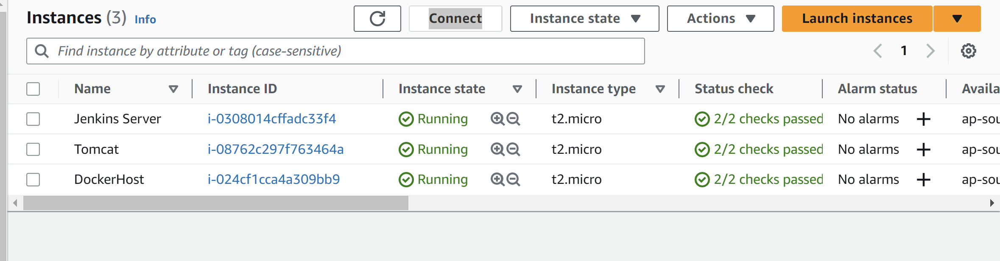 Instances (3) Info Connect Instance state Actions Launch instances
Find instance by attribute or tag (case-sensitive) 1
Name Instance ID Instance state Instance type Status check Alarm status Availa
Jenkins Server i-0308014cffadc33f4 Running t2.micro 2/2 checks passed No alarms ap-sou
Tomcat i-08762c297f763464a Running t2.micro 2/2 checks passed No alarms ap-sou
DockerHost i-024cf1cca4a309bb9 Running t2.micro 2/2 checks passed No alarms ap-sou